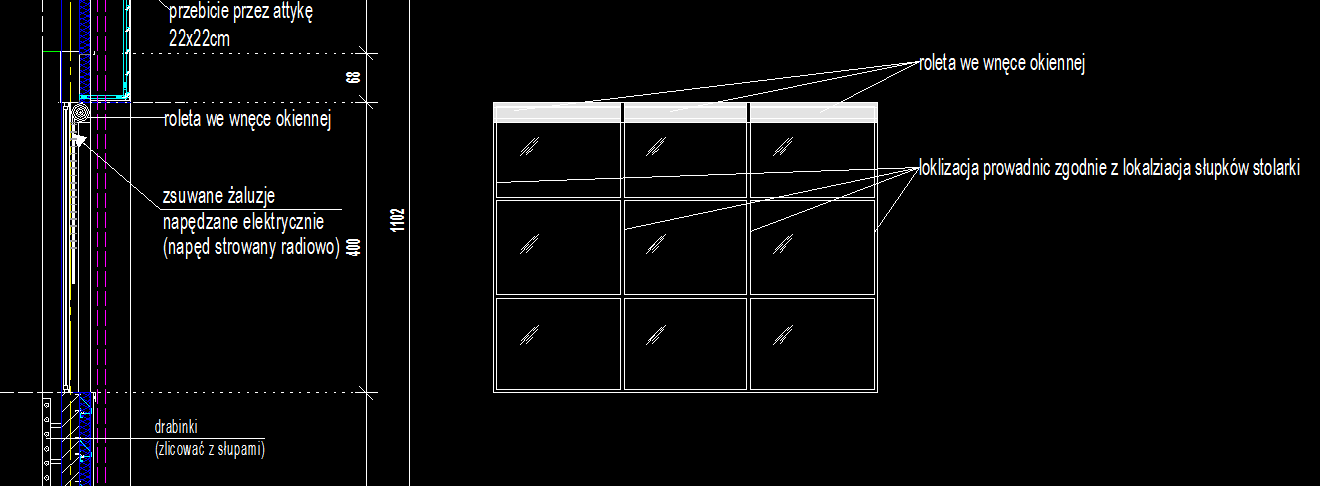 przebicie przez attykę
22x22cm
68
roleta we wnęce okiennej
zsuwane żaluzje
napędzane elektrycznie
(napęd strowany radiowo)
400
1102
drabinki
(zlicować z słupami)
roleta we wnęce okiennej
loklizacja prowadnic zgodnie z lokalziacja słupków stolarki